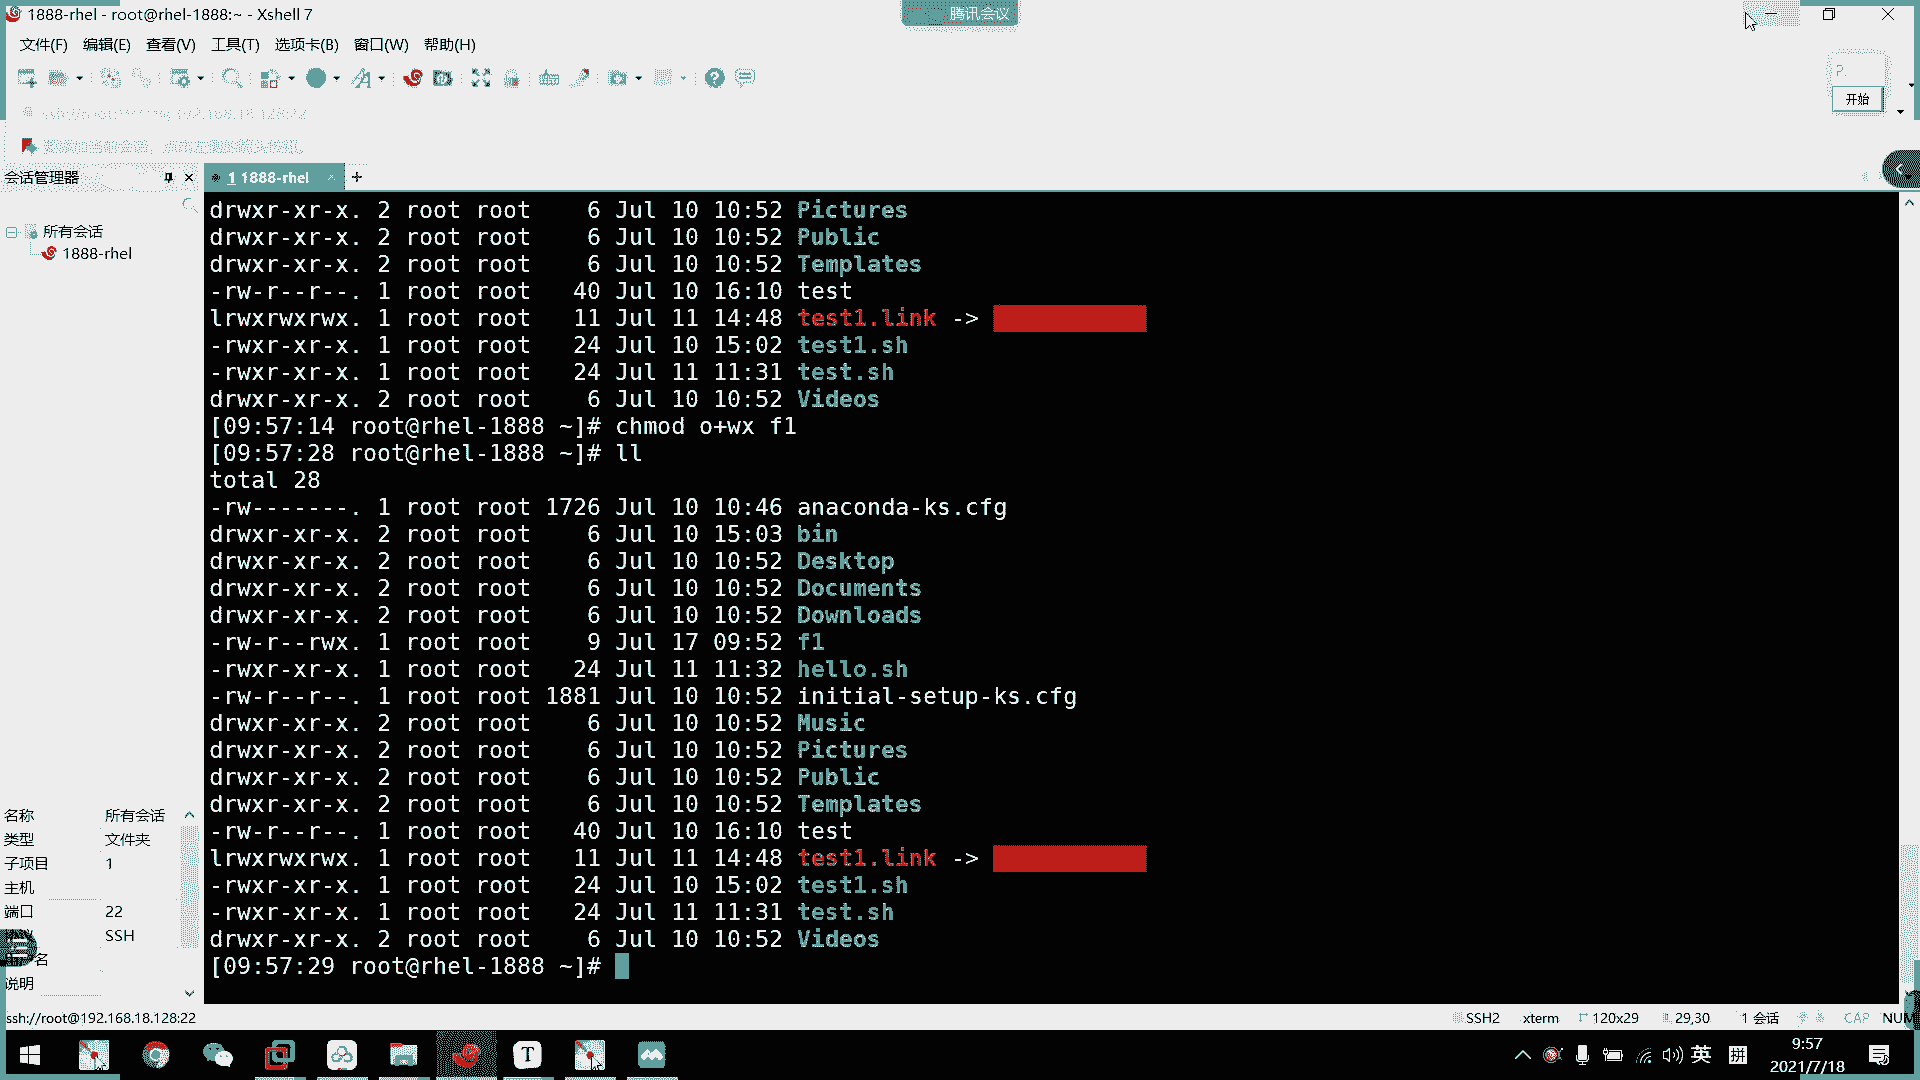 1888-rhel - root@rhel-1888:~ - Xshell 7
腾讯会议
文件(F) 编辑(E) 查看(V) 工具(T) 选项卡(B) 窗口(W) 帮助(H)
开始
会话管理器
1 1888-rhel
所有会话
1888-rhel
drwxr-xr-x. 2 root root    6 Jul 10 10:52 Pictures
drwxr-xr-x. 2 root root    6 Jul 10 10:52 Public
drwxr-xr-x. 2 root root    6 Jul 10 10:52 Templates
-rw-r--r--. 1 root root   40 Jul 10 16:10 test
lrwxrwxrwx. 1 root root   11 Jul 11 14:48 test1.link ->
-rwxr-xr-x. 1 root root   24 Jul 10 15:02 test1.sh
-rwxr-xr-x. 1 root root   24 Jul 11 11:31 test.sh
drwxr-xr-x. 2 root root    6 Jul 10 10:52 Videos
[09:57:14 root@rhel-1888 ~]# chmod o+wx f1
[09:57:28 root@rhel-1888 ~]# ll
total 28
-rw-------. 1 root root 1726 Jul 10 10:46 anaconda-ks.cfg
drwxr-xr-x. 2 root root    6 Jul 10 15:03 bin
drwxr-xr-x. 2 root root    6 Jul 10 10:52 Desktop
drwxr-xr-x. 2 root root    6 Jul 10 10:52 Documents
drwxr-xr-x. 2 root root    6 Jul 10 10:52 Downloads
-rw-r--rwx. 1 root root    9 Jul 17 09:52 f1
-rwxr-xr-x. 1 root root   24 Jul 11 11:32 hello.sh
-rw-r--r--. 1 root root 1881 Jul 10 10:52 initial-setup-ks.cfg
drwxr-xr-x. 2 root root    6 Jul 10 10:52 Music
drwxr-xr-x. 2 root root    6 Jul 10 10:52 Pictures
drwxr-xr-x. 2 root root    6 Jul 10 10:52 Public
drwxr-xr-x. 2 root root    6 Jul 10 10:52 Templates
-rw-r--r--. 1 root root   40 Jul 10 16:10 test
lrwxrwxrwx. 1 root root   11 Jul 11 14:48 test1.link ->
-rwxr-xr-x. 1 root root   24 Jul 10 15:02 test1.sh
-rwxr-xr-x. 1 root root   24 Jul 11 11:31 test.sh
drwxr-xr-x. 2 root root    6 Jul 10 10:52 Videos
[09:57:29 root@rhel-1888 ~]#
名称 所有会话
类型 文件夹
子项目 1
主机
端口 22
SSH
说明
ssh://root@192.168.18.128:22
SSH2 xterm 120x29 29,30 1 会话 CAP NUM
英 拼
9:57
2021/7/18